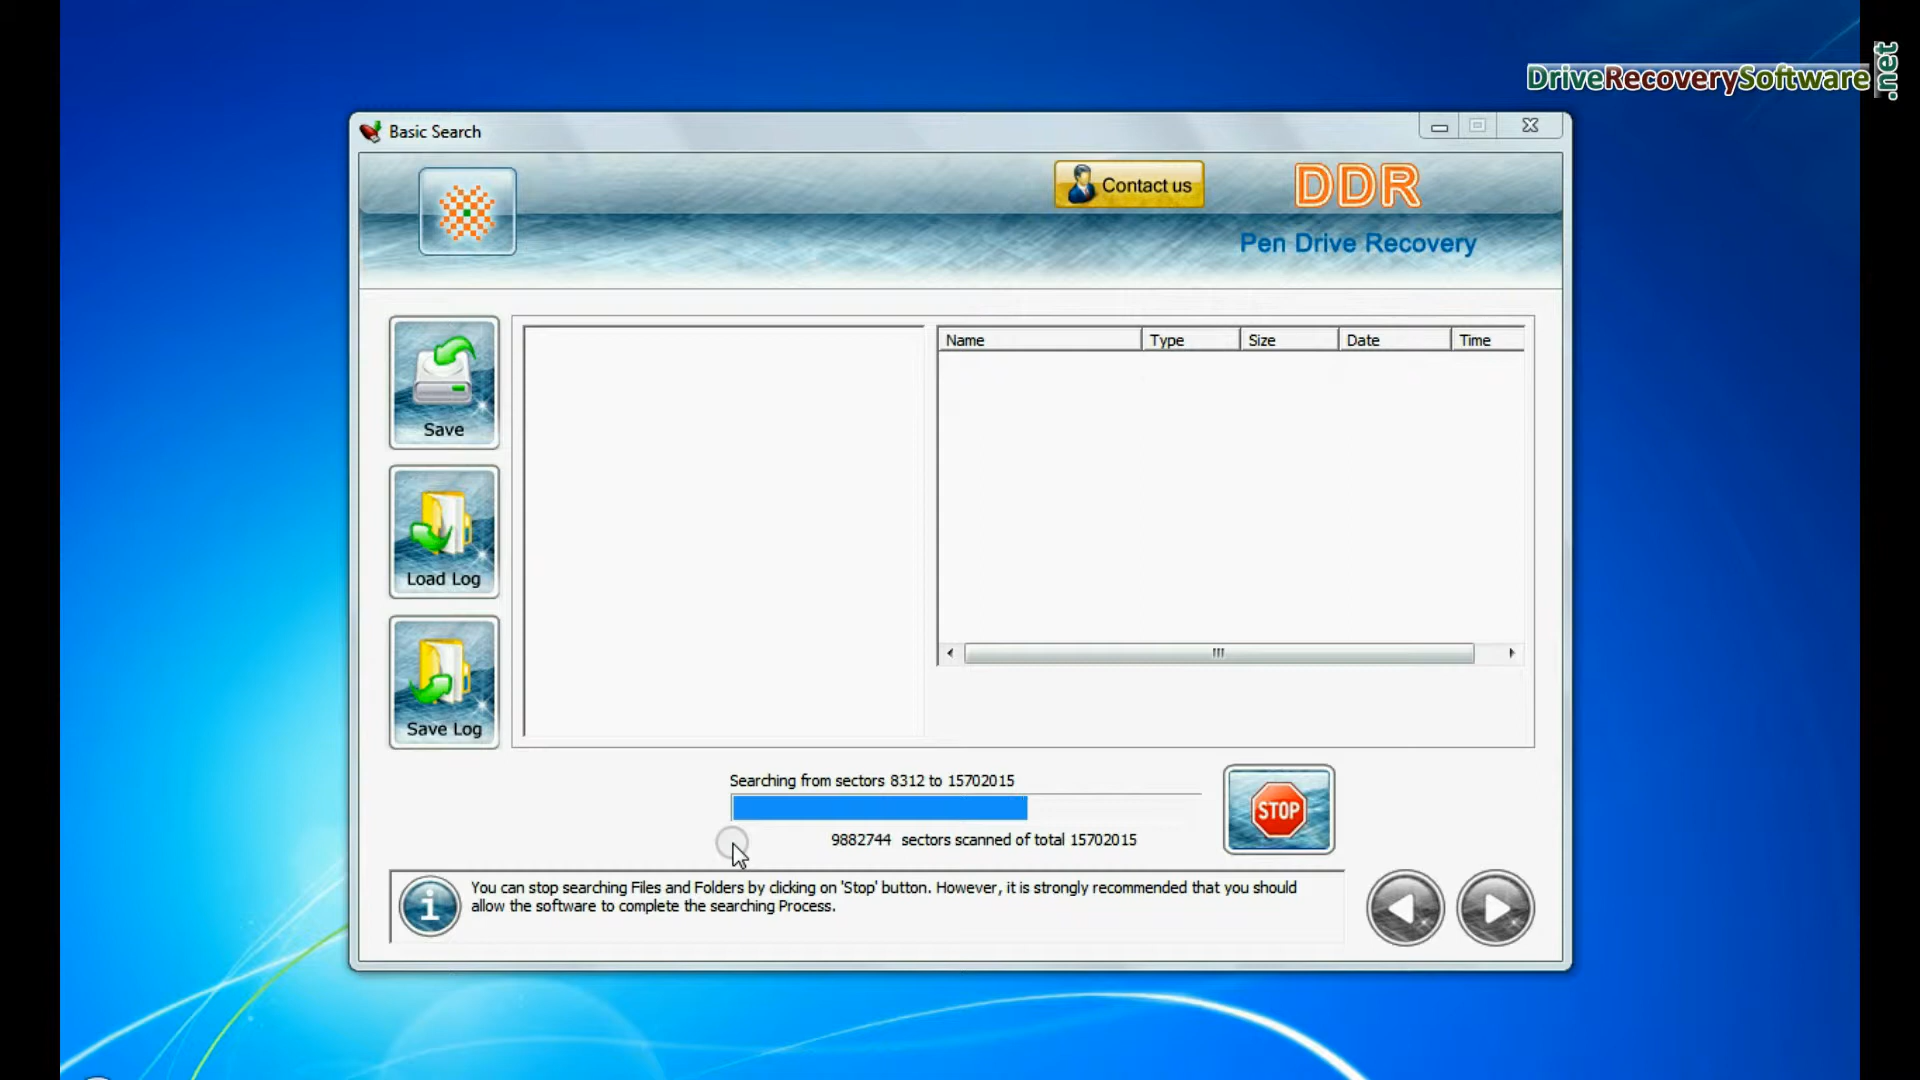 DriveRecoverySoftware.net
Basic Search
Contact us
DDR
Pen Drive Recovery
Save
Load Log
Save Log
Name Type Size Date Time
Searching from sectors 8312 to 15702015
9882744 sectors scanned of total 15702015
STOP
You can stop searching Files and Folders by clicking on 'Stop' button. However, it is strongly recommended that you should
allow the software to complete the searching Process.